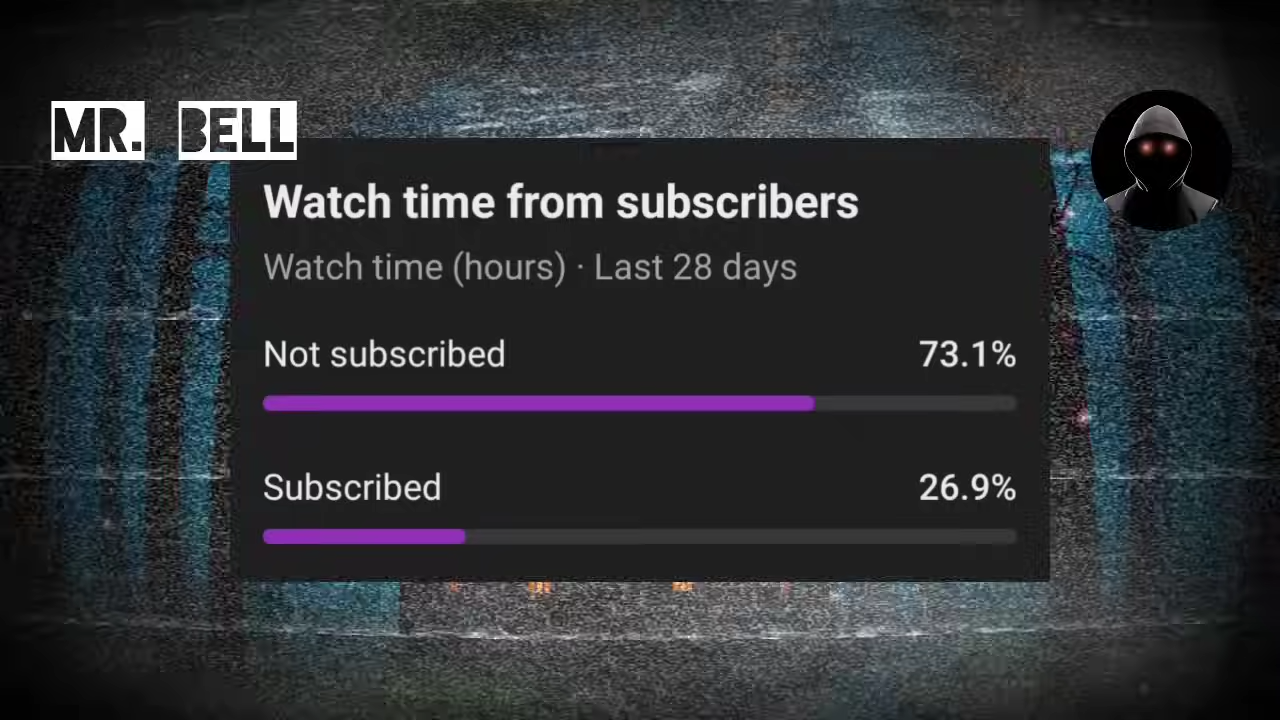 MR. BELL
Watch time from subscribers
Watch time (hours) · Last 28 days
Not subscribed 73.1%
Subscribed 26.9%